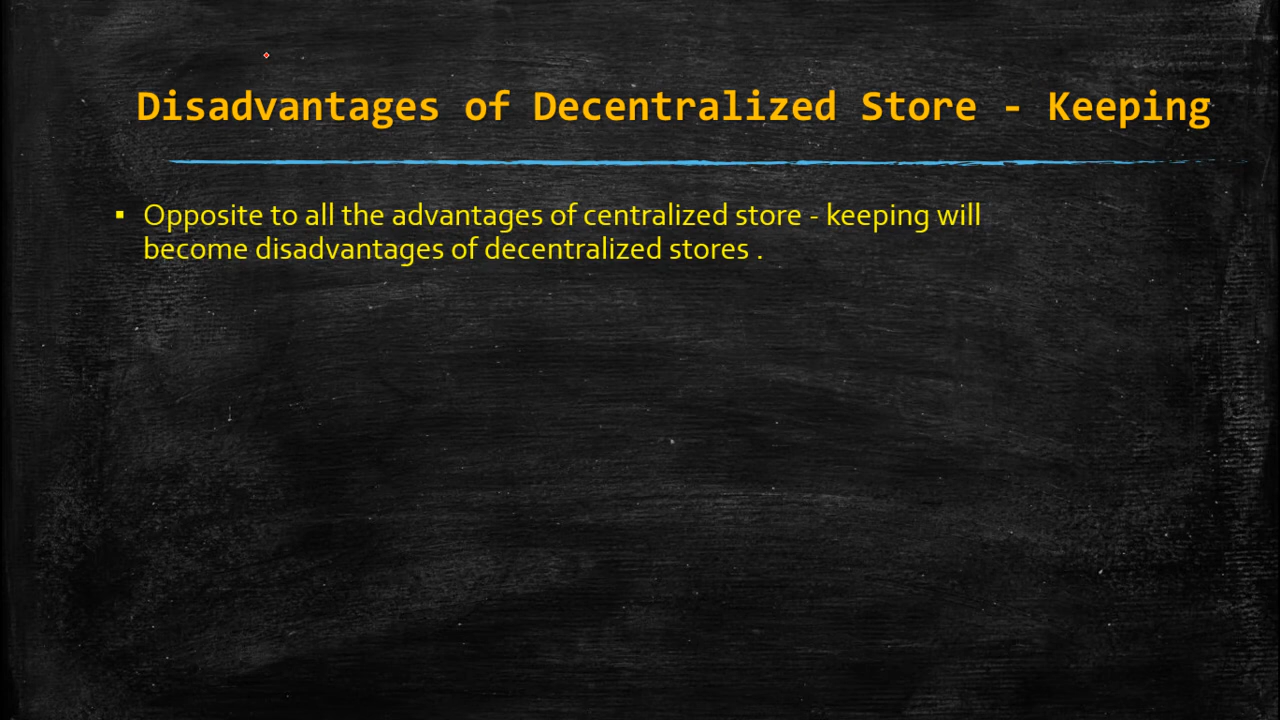 Disadvantages of Decentralized Store - Keeping
▪ Opposite to all the advantages of centralized store - keeping will
become disadvantages of decentralized stores .